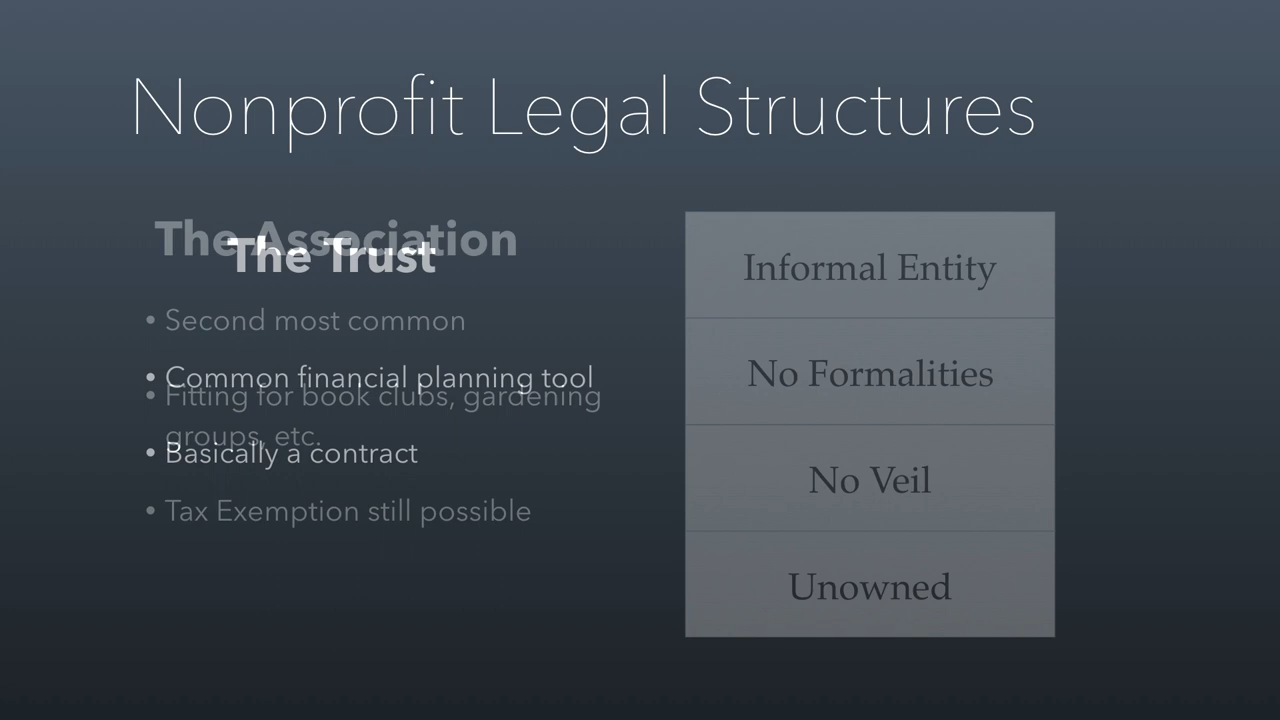 Nonprofit Legal Structures
The Association
The Trust
• Second most common
• Common financial planning tool
• Fitting for book clubs, gardening
groups, etc.
• Basically a contract
• Tax Exemption still possible
Informal Entity
No Formalities
No Veil
Unowned